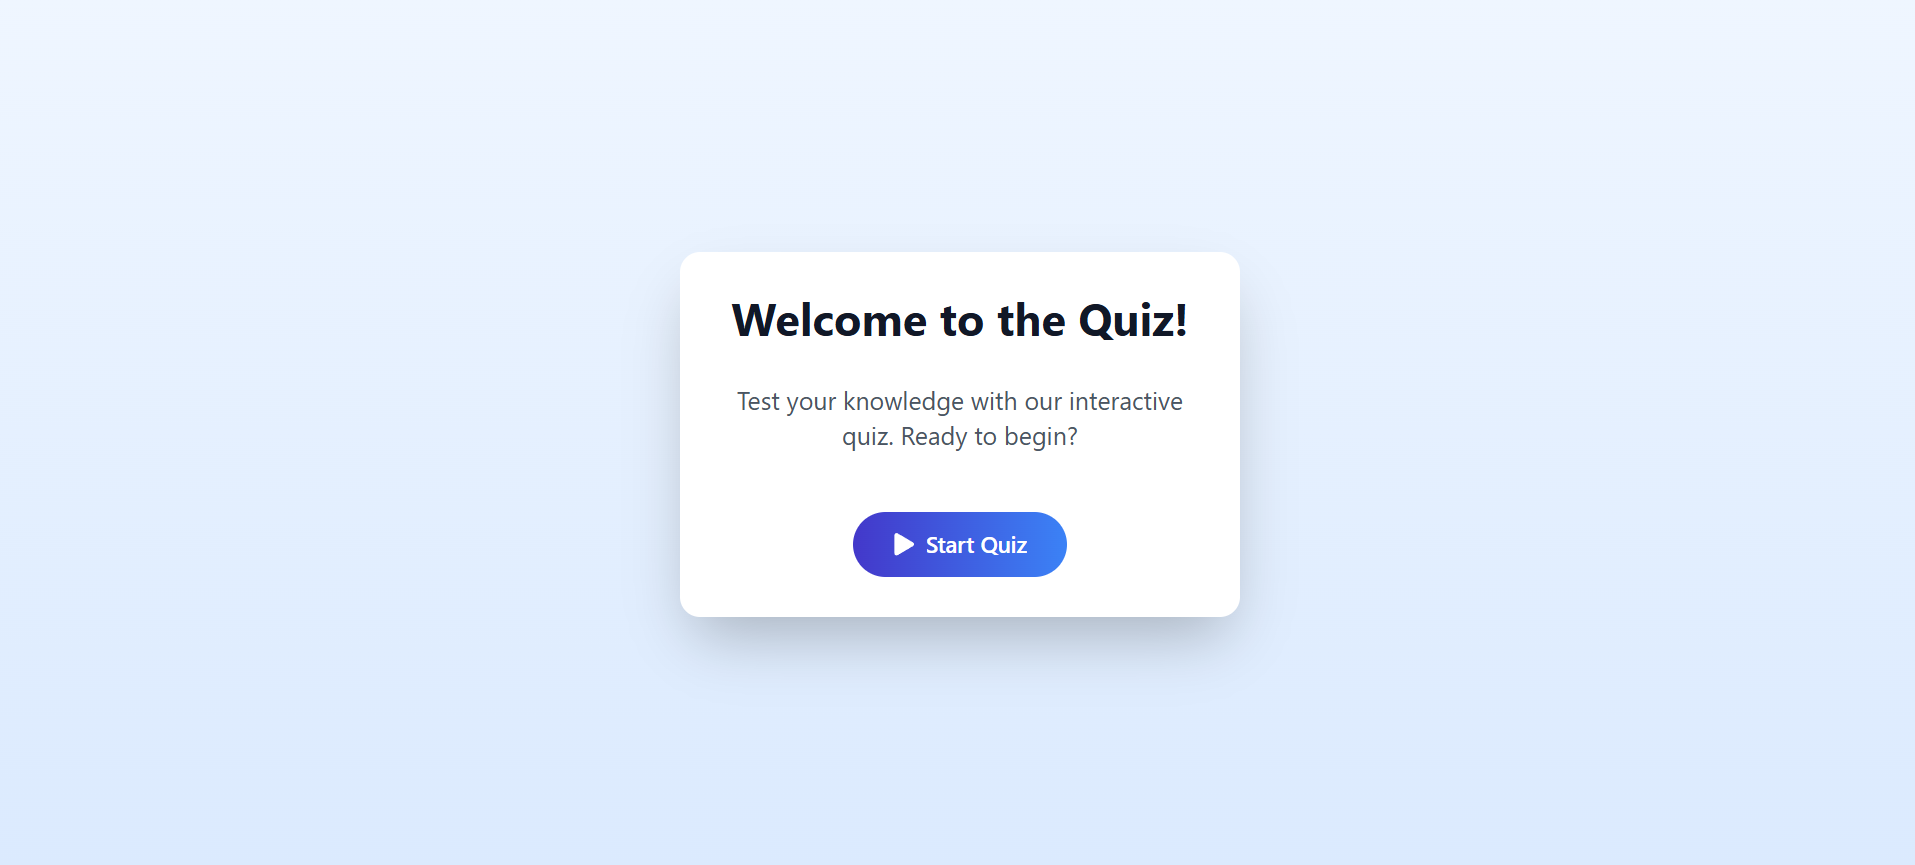 Welcome to the Quiz!
Test your knowledge with our interactive
quiz. Ready to begin?
Start Quiz